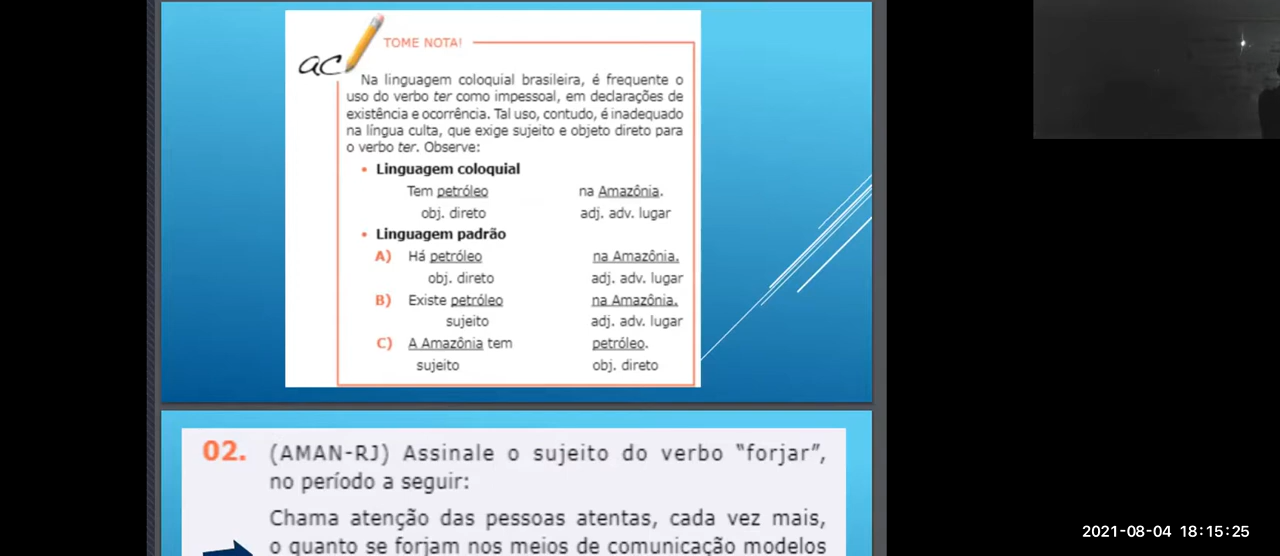 TOME NOTA!
ac
Na linguagem coloquial brasileira, é frequente o
uso do verbo ter como impessoal, em declarações de
existência e ocorrência. Tal uso, contudo, é inadequado
na língua culta, que exige sujeito e objeto direto para
o verbo ter. Observe:
• Linguagem coloquial
Tem petróleo na Amazônia.
obj. direto adj. adv. lugar
• Linguagem padrão
A) Há petróleo na Amazônia.
obj. direto adj. adv. lugar
B) Existe petróleo na Amazônia.
sujeito adj. adv. lugar
C) A Amazônia tem petróleo.
sujeito obj. direto
02. (AMAN-RJ) Assinale o sujeito do verbo "forjar",
no período a seguir:
Chama atenção das pessoas atentas, cada vez mais,
o quanto se forjam nos meios de comunicação modelos
2021-08-04 18:15:25